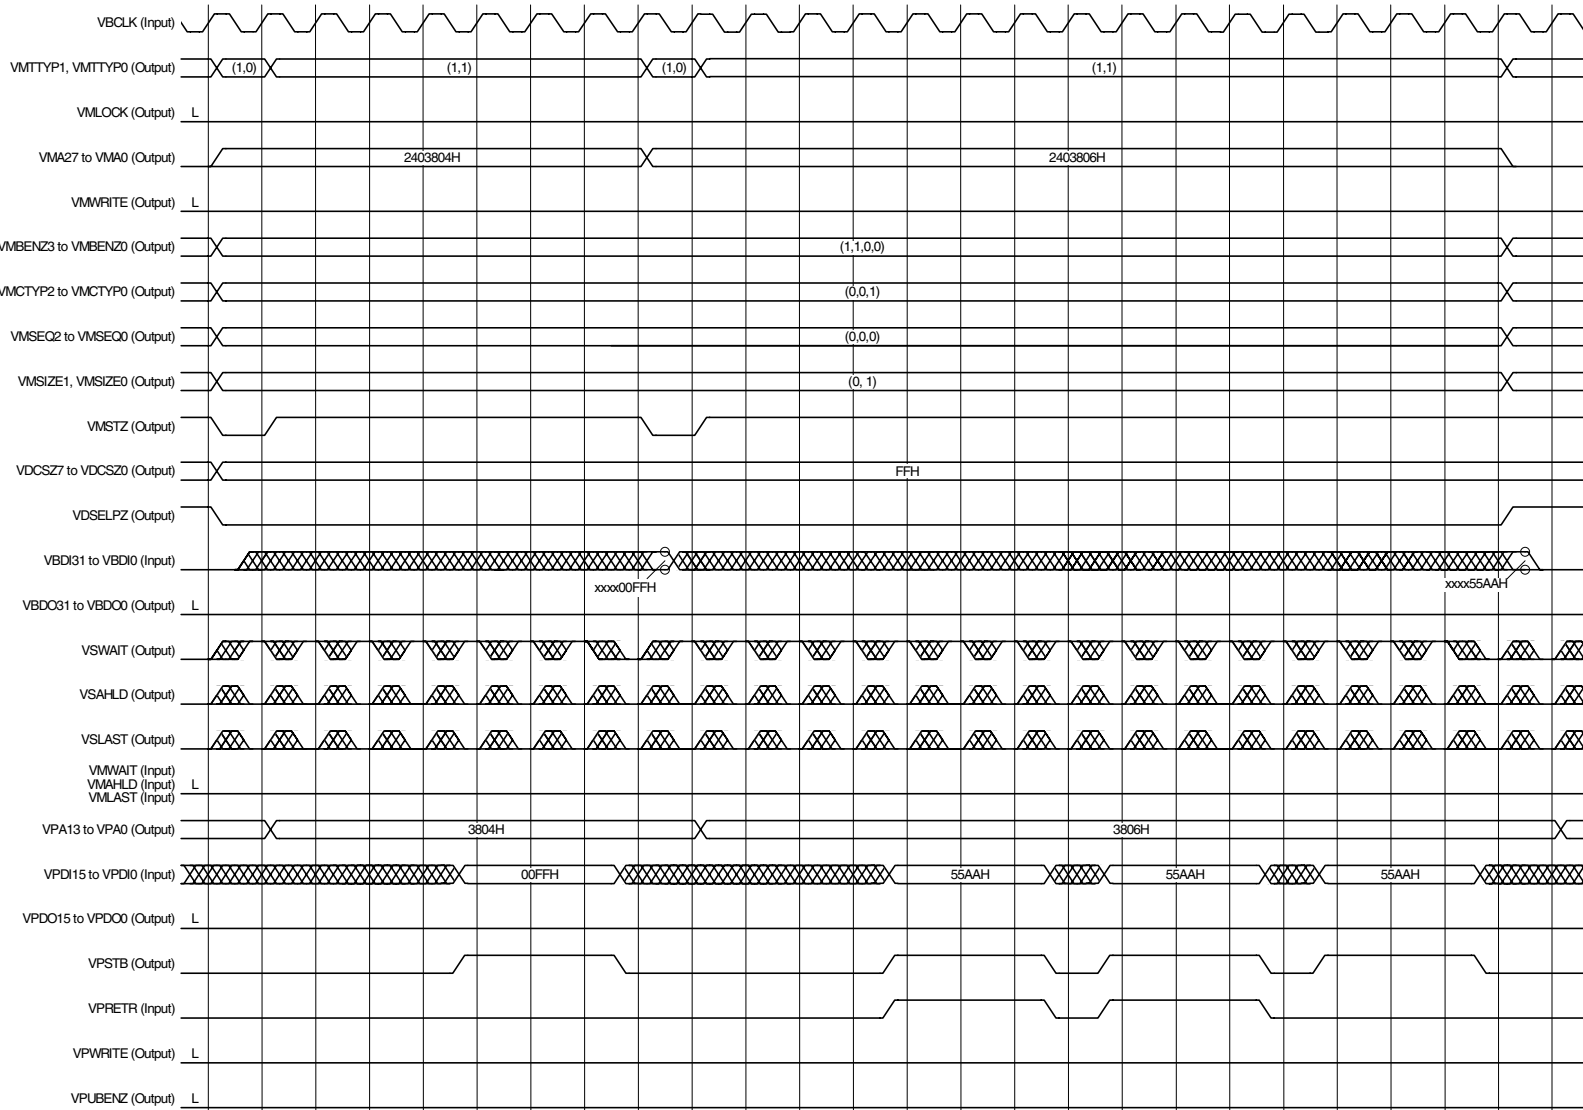 VBCLK (Input)
VMTTYP1, VMTTYP0 (Output) (1,0) (1,1) (1,0) (1,1)
VMLOCK (Output) L
VMA27 to VMA0 (Output) 2403804H 2403806H
VMWRITE (Output) L
VMBENZ3 to VMBENZ0 (Output) (1,1,0,0)
VMCTYP2 to VMCTYP0 (Output) (0,0,1)
VMSEQ2 to VMSEQ0 (Output) (0,0,0)
VMSIZE1, VMSIZE0 (Output) (0, 1)
VMSTZ (Output)
VDCSZ7 to VDCSZ0 (Output) FFH
VDSELPZ (Output)
VBDI31 to VBDI0 (Input)
xxxx00FFH xxxx55AAH
VBDO31 to VBDO0 (Output) L
VSWAIT (Output)
VSAHLD (Output)
VSLAST (Output)
VMWAIT (Input)
VMAHLD (Input) L
VMLAST (Input)
VPA13 to VPA0 (Output) 3804H 3806H
VPDI15 to VPDI0 (Input) 00FFH 55AAH 55AAH 55AAH
VPDO15 to VPDO0 (Output) L
VPSTB (Output)
VPRETR (Input)
VPWRITE (Output) L
VPUBENZ (Output) L